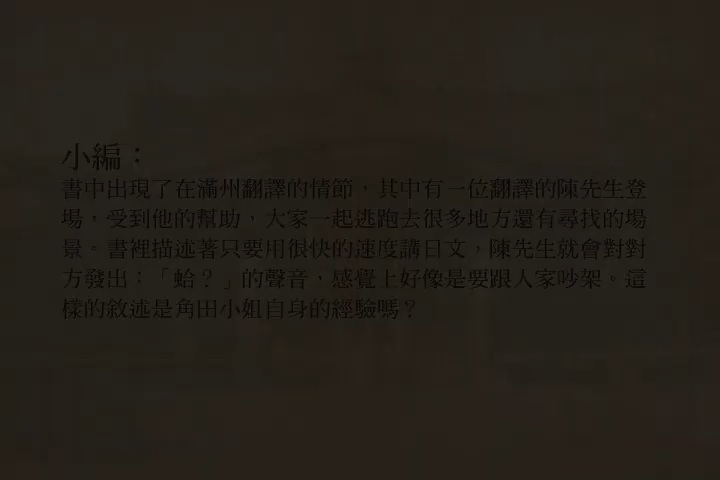 小編：
書中出現了在滿州翻譯的情節，其中有一位翻譯的陳先生登
場，受到他的幫助，大家一起逃跑去很多地方還有尋找的場
景。書裡描述著只要用很快的速度講日文，陳先生就會對對
方發出：「蛤？」的聲音，感覺上好像是要跟人家吵架。這
樣的敘述是角田小姐自身的經驗嗎？